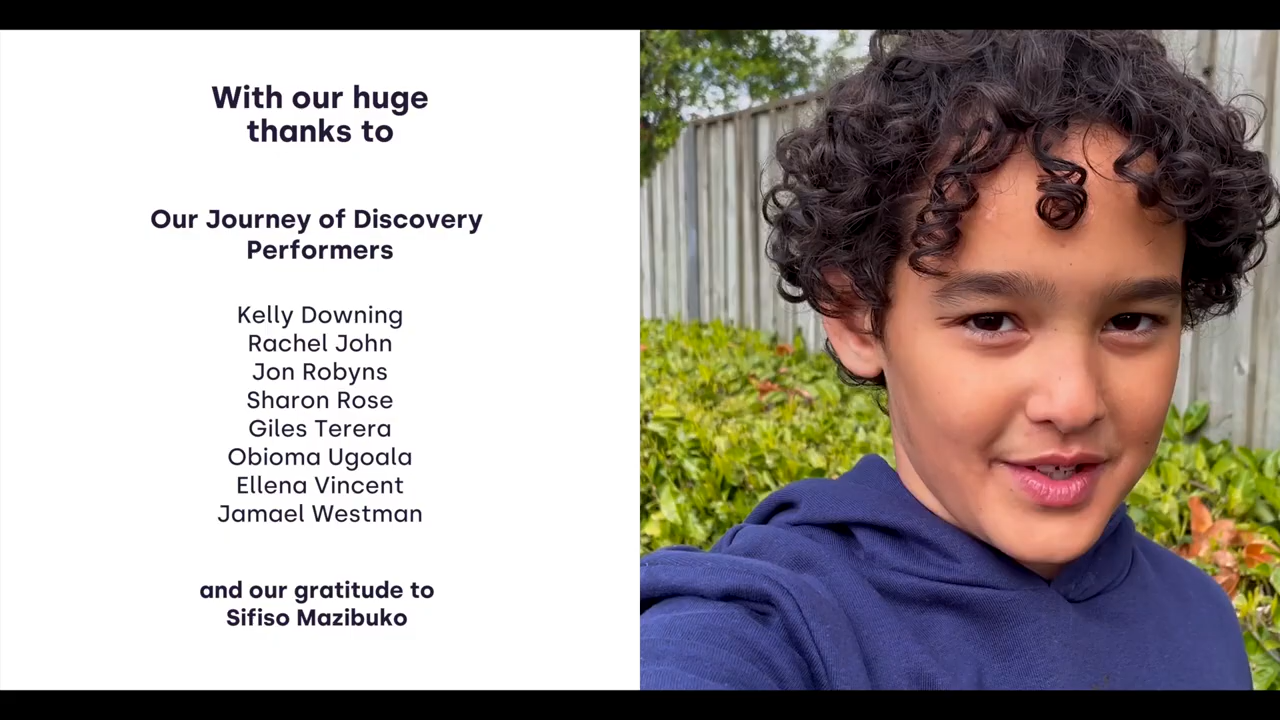 With our huge
thanks to
Our Journey of Discovery
Performers
Kelly Downing
Rachel John
Jon Robyns
Sharon Rose
Giles Terera
Obioma Ugoala
Ellena Vincent
Jamael Westman
and our gratitude to
Sifiso Mazibuko